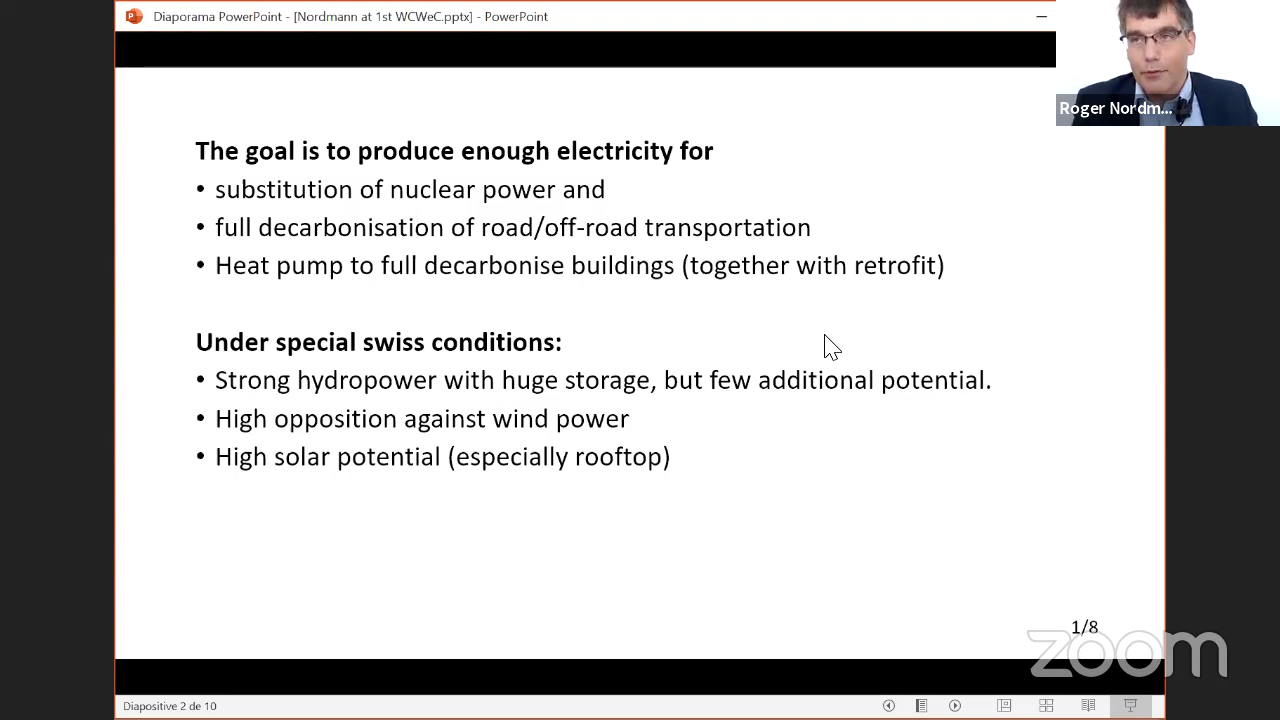 Diaporama PowerPoint - [Nordmann at 1st WCWeC.pptx] - PowerPoint
Roger Nordm...
The goal is to produce enough electricity for
• substitution of nuclear power and
• full decarbonisation of road/off-road transportation
• Heat pump to full decarbonise buildings (together with retrofit)
Under special swiss conditions:
• Strong hydropower with huge storage, but few additional potential.
• High opposition against wind power
• High solar potential (especially rooftop)
1/8
zoom
Diapositive 2 de 10